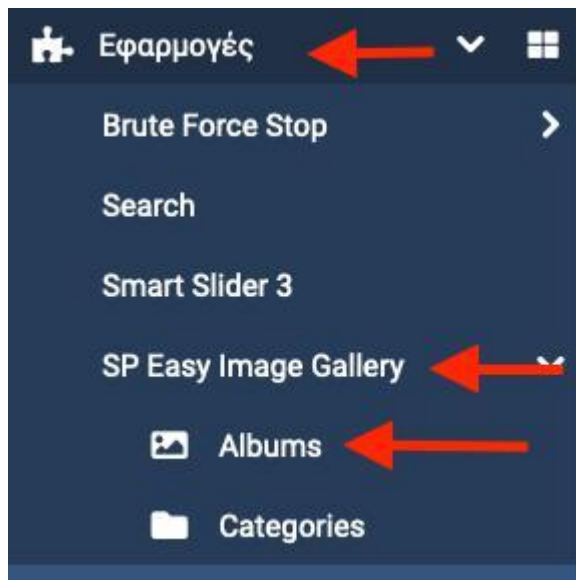 Εφαρμογές
Brute Force Stop
Search
Smart Slider 3
SP Easy Image Gallery
Albums
Categories